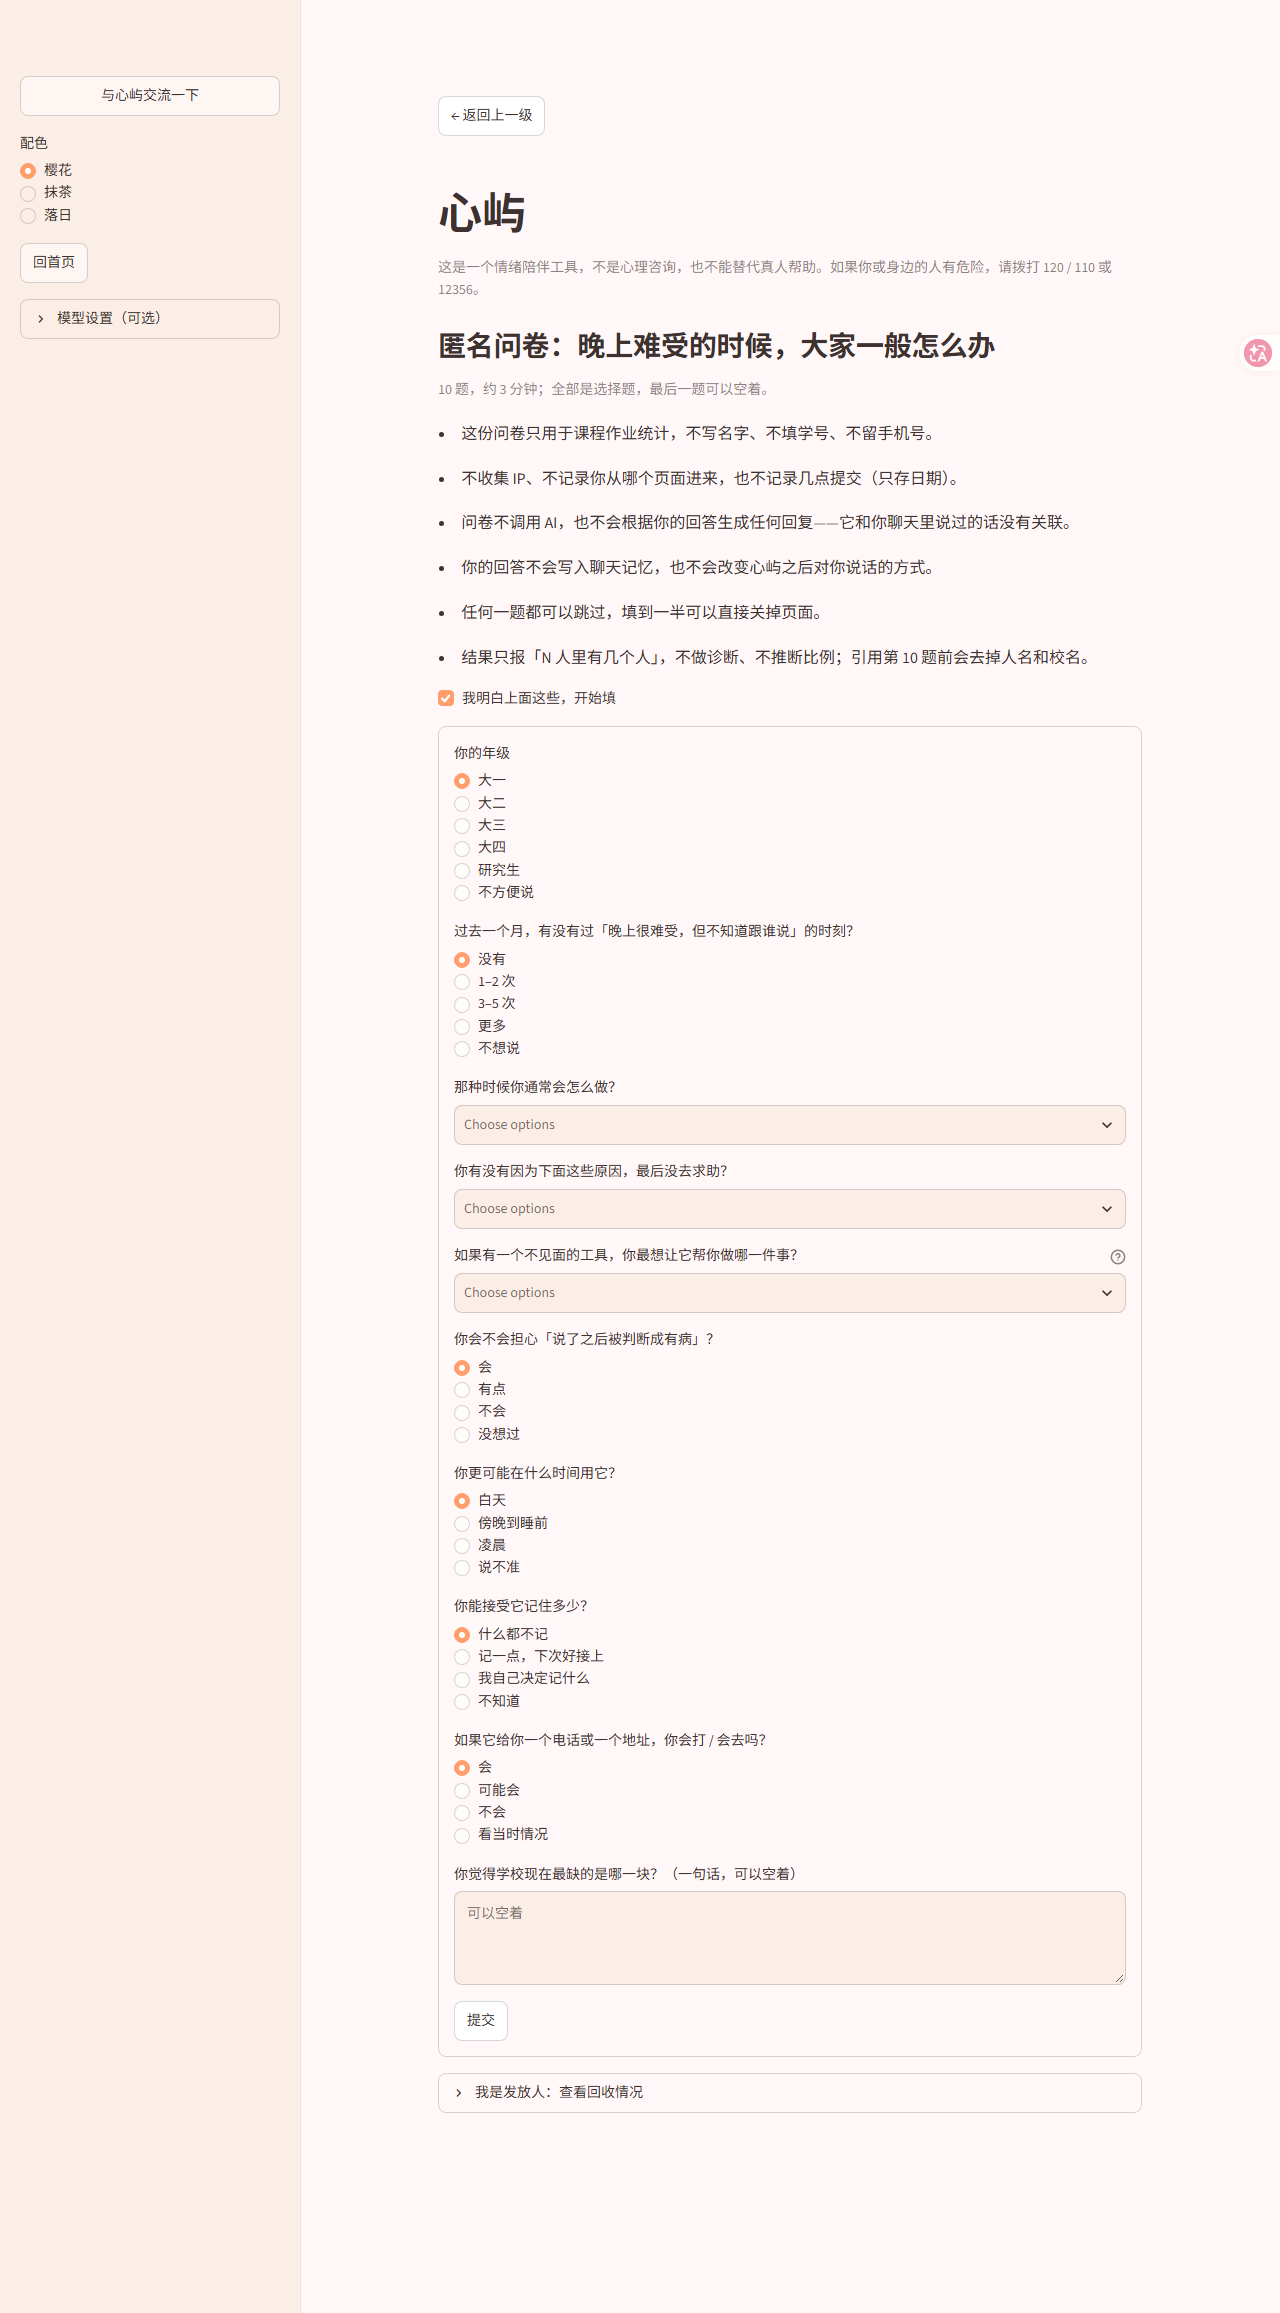 与心屿交流一下
配色
樱花
抹茶
落日
回首页
模型设置（可选）
← 返回上一级
心屿
这是一个情绪陪伴工具，不是心理咨询，也不能替代真人帮助。如果你或身边的人有危险，请拨打 120 / 110 或
12356。
匿名问卷：晚上难受的时候，大家一般怎么办
10 题，约 3 分钟；全部是选择题，最后一题可以空着。
• 这份问卷只用于课程作业统计，不写名字、不填学号、不留手机号。
• 不收集 IP、不记录你从哪个页面进来，也不记录几点提交（只存日期）。
• 问卷不调用 AI，也不会根据你的回答生成任何回复——它和你聊天里说过的话没有关联。
• 你的回答不会写入聊天记忆，也不会改变心屿之后对你说话的方式。
• 任何一题都可以跳过，填到一半可以直接关掉页面。
• 结果只报「N 人里有几个人」，不做诊断、不推断比例；引用第 10 题前会去掉人名和校名。
我明白上面这些，开始填
你的年级
大一
大二
大三
大四
研究生
不方便说
过去一个月，有没有过「晚上很难受，但不知道跟谁说」的时刻？
没有
1–2 次
3–5 次
更多
不想说
那种时候你通常会怎么做？
Choose options
你有没有因为下面这些原因，最后没去求助？
Choose options
如果有一个不见面的工具，你最想让它帮你做哪一件事？
Choose options
你会不会担心「说了之后被判断成有病」？
会
有点
不会
没想过
你更可能在什么时间用它？
白天
傍晚到睡前
凌晨
说不准
你能接受它记住多少？
什么都不记
记一点，下次好接上
我自己决定记什么
不知道
如果它给你一个电话或一个地址，你会打 / 会去吗？
会
可能会
不会
看当时情况
你觉得学校现在最缺的是哪一块？（一句话，可以空着）
可以空着
提交
我是发放人：查看回收情况